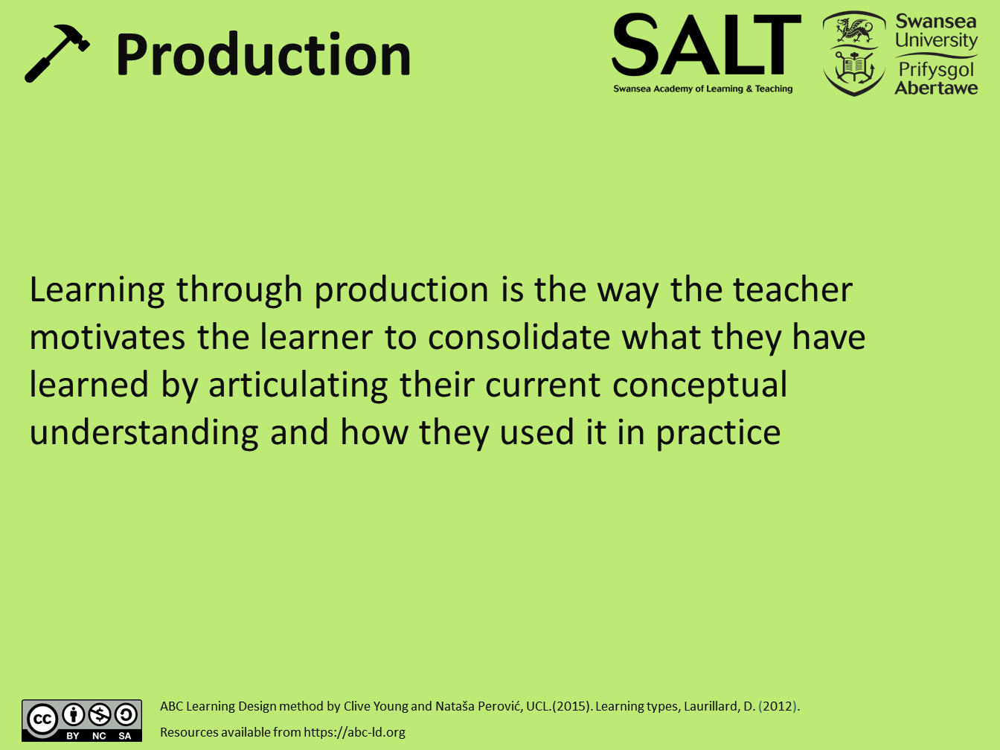 Production
SALT
Swansea Academy of Learning & Teaching
Swansea
University
Prifysgol
Abertawe
Learning through production is the way the teacher
motivates the learner to consolidate what they have
learned by articulating their current conceptual
understanding and how they used it in practice
cc
BY NC SA
ABC Learning Design method by Clive Young and Nataša Perović, UCL.(2015). Learning types, Laurillard, D. (2012).
Resources available from https://abc-ld.org